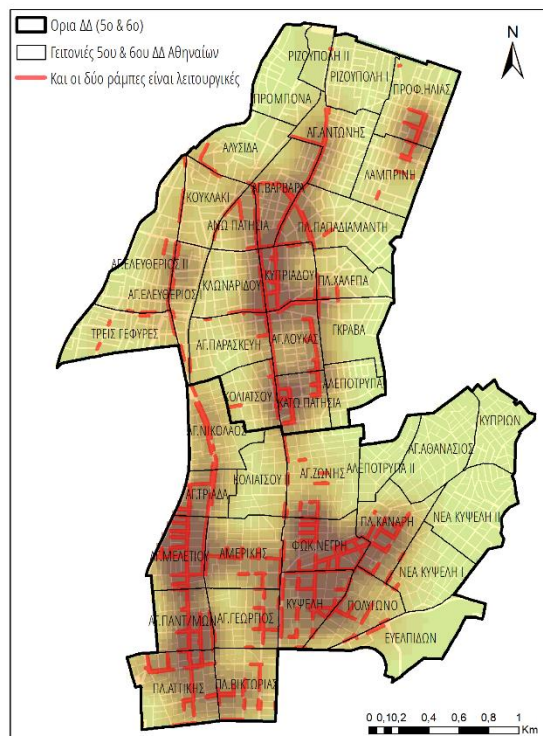 Όρια ΔΔ (5ο & 6ο)
Γειτονιές 5ου & 6ου ΔΔ Αθηναίων
Και οι δύο ράμπες είναι λειτουργικές
N
ΡΙΖΟΥΠΟΛΗ ΙΙ
ΡΙΖΟΥΠΟΛΗ Ι
ΠΡΟΜΠΟΝΑ
ΠΡΟΦ.ΗΛΙΑΣ
ΑΓ.ΑΝΤΩΝΗΣ
ΑΛΥΣΙΔΑ
ΛΑΜΠΡΙΝΗ
ΚΟΥΚΛΑΚΙ
ΑΓ.ΒΑΡΒΑΡΑ
ΑΝΩ ΠΑΤΗΣΙΑ
ΠΛ.ΠΑΠΑΔΙΑΜΑΝΤΗ
ΑΓ.ΕΛΕΥΘΕΡΙΟΣ ΙΙ
ΚΛΩΝΑΡΙΔΟΥ
ΚΥΠΡΙΑΔΟΥ
ΠΛ.ΧΑΛΕΠΑ
ΑΓ.ΕΛΕΥΘΕΡΙΟΣ Ι
ΤΡΕΙΣ ΓΕΦΥΡΕΣ
ΓΚΡΑΒΑ
ΑΓ.ΠΑΡΑΣΚΕΥΗ
ΑΓ.ΛΟΥΚΑΣ
ΑΛΕΠΟΤΡΥΠΑ
ΚΟΛΙΑΤΣΟΥ
ΚΑΤΩ ΠΑΤΗΣΙΑ
ΚΥΠΡΙΩΝ
ΑΓ.ΝΙΚΟΛΑΟΣ
ΑΓ.ΑΘΑΝΑΣΙΟΣ
ΑΓ.ΖΩΝΗΣ
ΑΛΕΠΟΤΡΥΠΑ ΙΙ
ΚΟΛΙΑΤΣΟΥ ΙΙ
ΑΓ.ΤΡΙΑΔΑ
ΝΕΑ ΚΥΨΕΛΗ ΙΙ
ΠΛ.ΚΑΝΑΡΗ
ΑΓ.ΜΕΛΕΤΙΟΥ
ΑΜΕΡΙΚΗΣ
ΦΩΚ.ΝΕΓΡΗ
ΝΕΑ ΚΥΨΕΛΗ Ι
ΚΥΨΕΛΗ
ΠΟΛΥΓΩΝΟ
ΑΓ.ΠΑΝΤ/ΜΩΝ
ΑΓ.ΓΕΩΡΓΙΟΣ
ΕΥΕΛΠΙΔΩΝ
ΠΛ.ΑΤΤΙΚΗΣ
ΠΛ.ΒΙΚΤΩΡΙΑΣ
0 0,10,2 0,4 0,6 0,8 1
Km